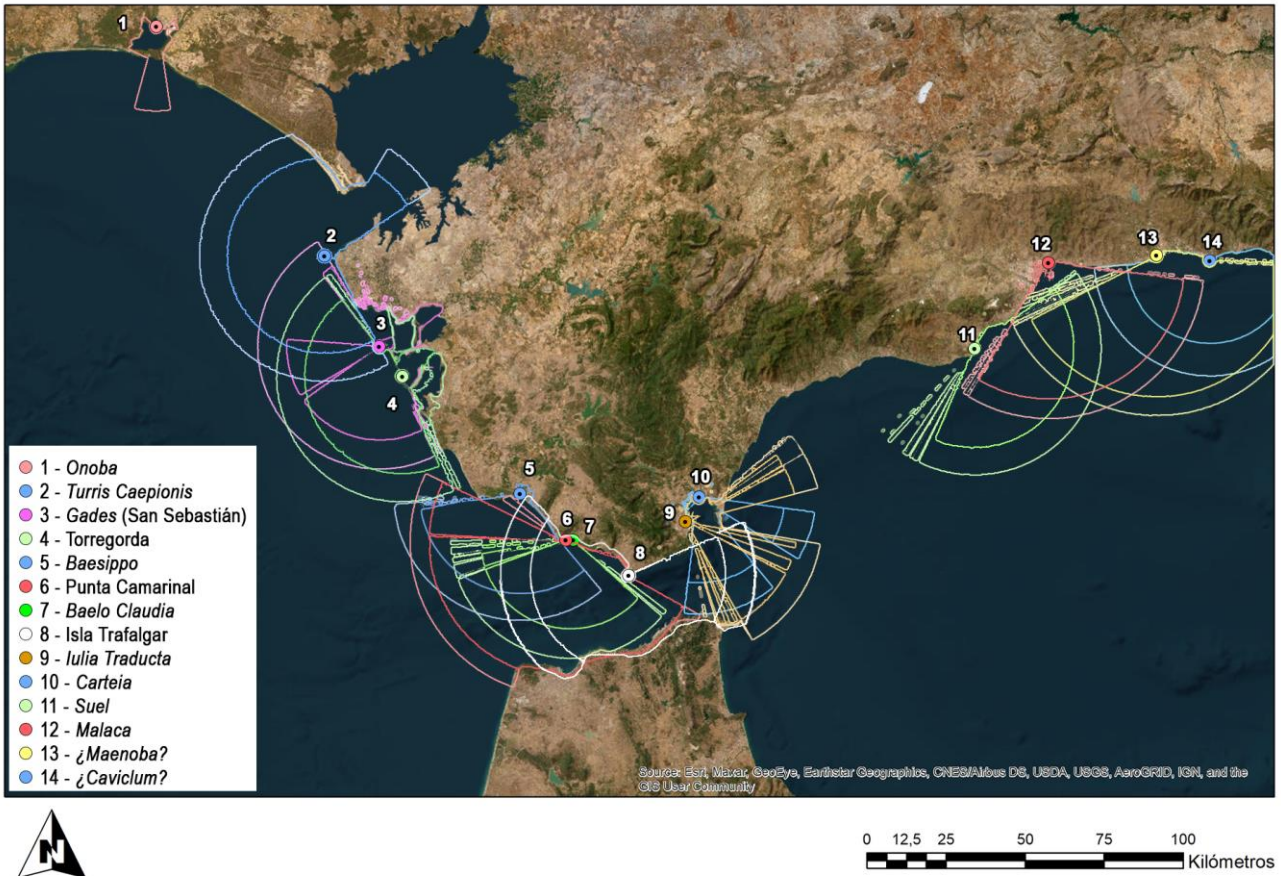 1
2
3
4
5
6
7
8
9
10
11
12
13
14
1 - Onoba
2 - Turris Caepionis
3 - Gades (San Sebastián)
4 - Torregorda
5 - Baesippo
6 - Punta Camarinal
7 - Baelo Claudia
8 - Isla Trafalgar
9 - Iulia Traducta
10 - Carteia
11 - Suel
12 - Malaca
13 - ¿Maenoba?
14 - ¿Caviclum?
Source: Esri, Maxar, GeoEye, Earthstar Geographics, CNES/Airbus DS, USDA, USGS, AeroGRID, IGN, and the
GIS User Community
N
0 12,5 25 50 75 100
Kilómetros